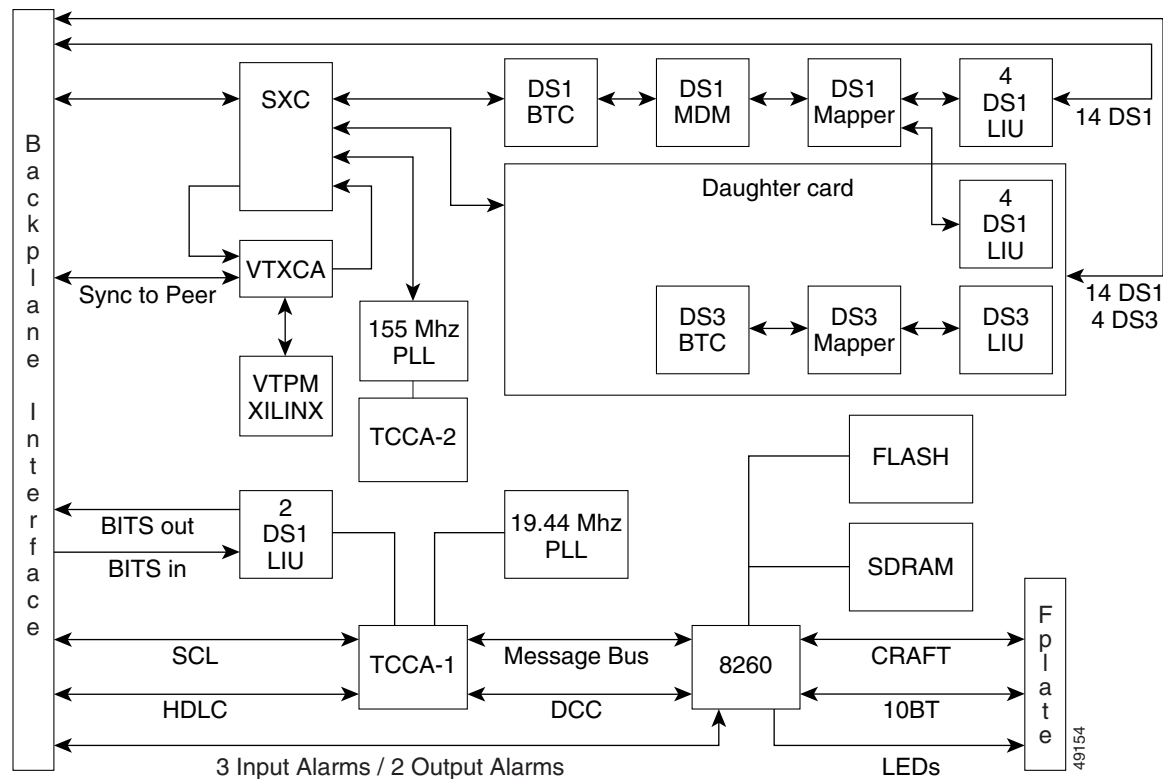 SXC
DS1
BTC
DS1
MDM
DS1
Mapper
4
DS1
LIU
14 DS1
Backplane Interface
Daughter card
4
DS1
LIU
VTXCA
Sync to Peer
14 DS1
4 DS3
155 Mhz
PLL
DS3
BTC
DS3
Mapper
DS3
LIU
VTPM
XILINX
TCCA-2
FLASH
BITS out
BITS in
2
DS1
LIU
19.44 Mhz
PLL
SDRAM
SCL
TCCA-1
Message Bus
8260
CRAFT
Fplate
HDLC
DCC
10BT
3 Input Alarms / 2 Output Alarms
LEDs
49154